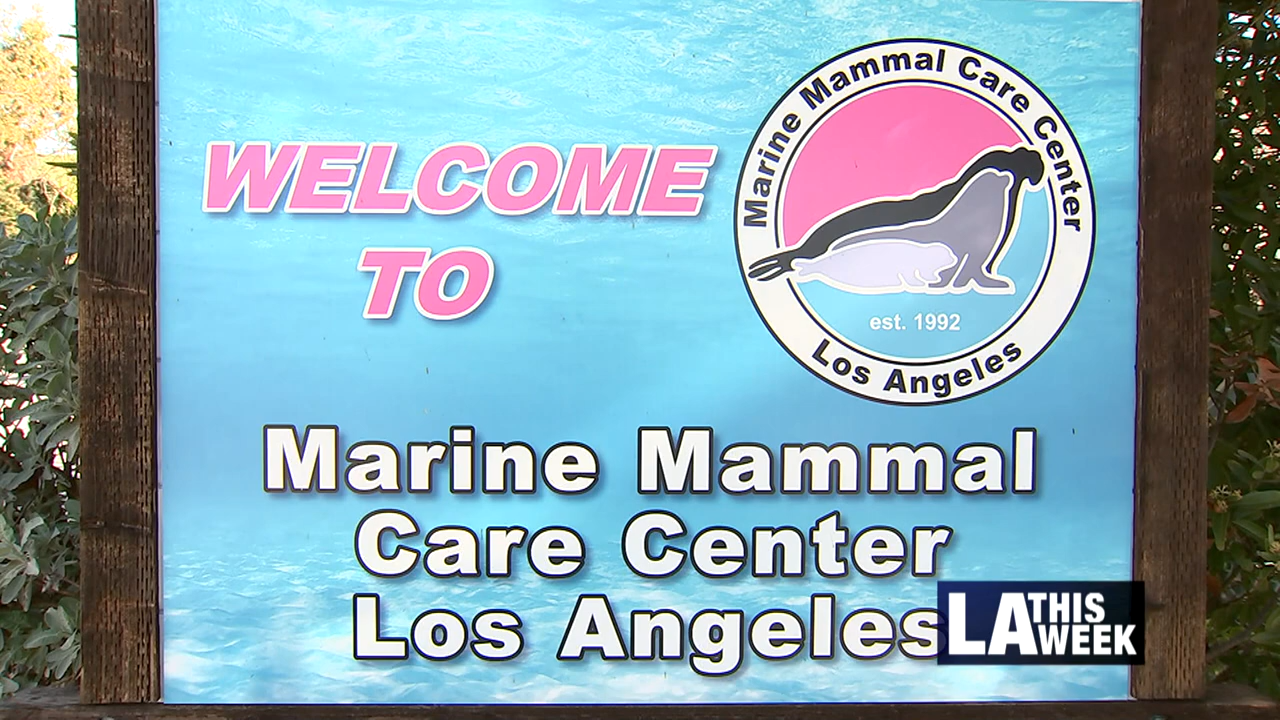 WELCOME
TO
Marine Mammal Care Center
est. 1992
Los Angeles
Marine Mammal
Care Center
Los Angeles
LA THIS
WEEK